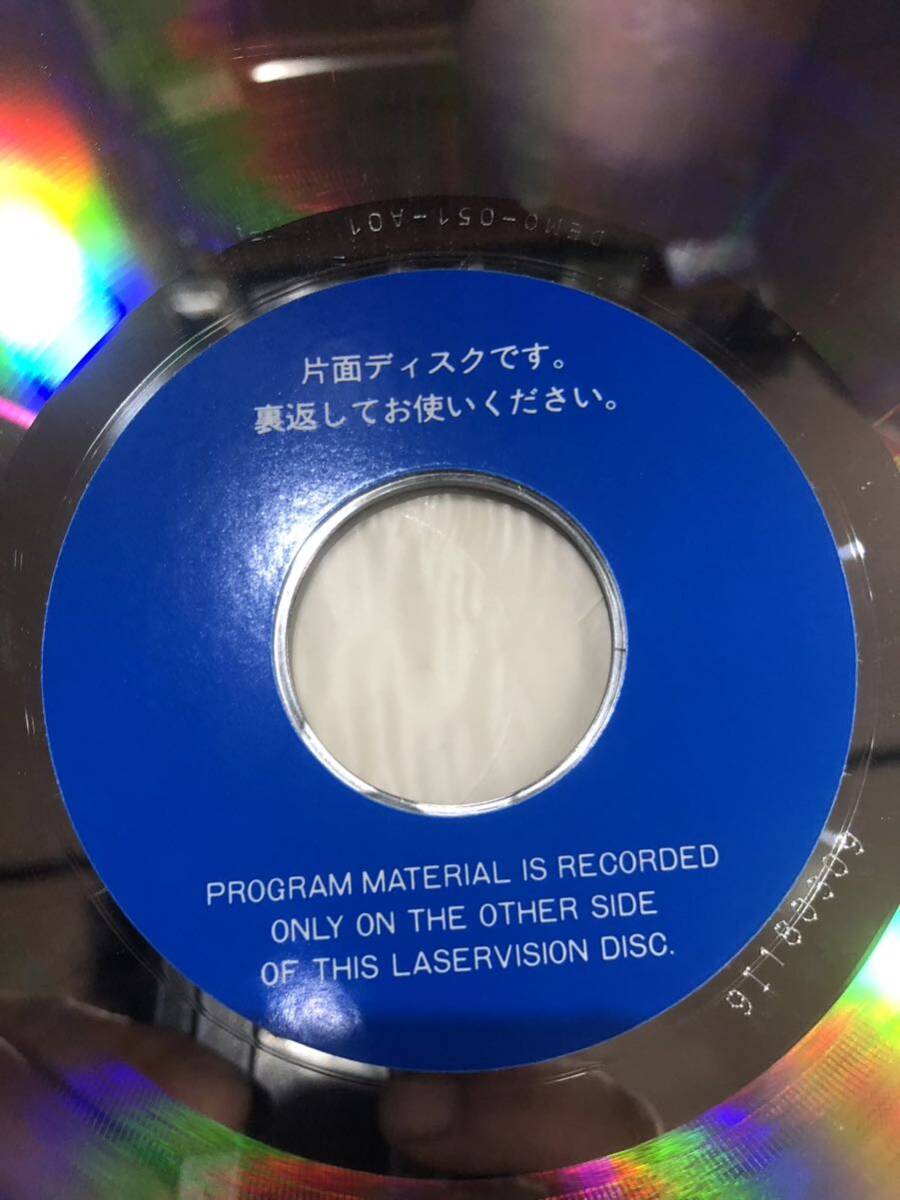 DEMO-051-A01
片面ディスクです。
裏返してお使いください。
PROGRAM MATERIAL IS RECORDED
ONLY ON THE OTHER SIDE
OF THIS LASERVISION DISC.